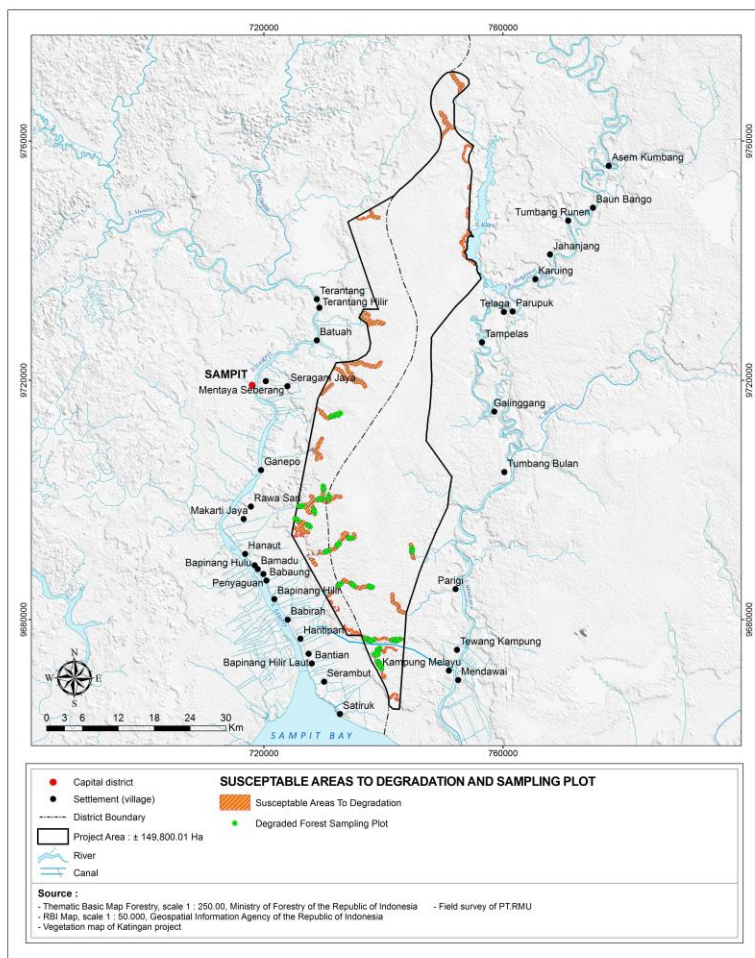 720000
760000
9760000
9760000
Asem Kumbang
Baun Bango
Tumbang Runen
Jahanjang
Karuing
Terantang
Terantang Hilir
Telaga
Parupuk
Batuah
Tampelas
SAMPIT
9720000
9720000
Seragam Jaya
Mentaya Seberang
Galinggang
Ganepo
Tumbang Bulan
Rawa Sari
Makarti Jaya
Hanaut
Bapinang Hulu
Bamadu
Babaung
Penyaguan
Parigi
Bapinang Hilir
Babirah
9680000
9680000
Hantipan
Tewang Kampung
Bantian
Kampung Melayu
Bapinang Hilir Laut
Mendawai
Serambut
Satiruk
N
W E
S
0 3 6 12 18 24 30
Km
SAMPIT BAY
720000
760000
SUSCEPTABLE AREAS TO DEGRADATION AND SAMPLING PLOT
Capital district
Settlement (village)
District Boundary
Project Area : ± 149,800.01 Ha
River
Canal
Susceptable Areas To Degradation
Degraded Forest Sampling Plot
Source :
- Thematic Basic Map Forestry, scale 1 : 250.00, Ministry of Forestry of the Republic of Indonesia - Field survey of PT.RMU
- RBI Map, scale 1 : 50.000, Geospatial Information Agency of the Republic of Indonesia
- Vegetation map of Katingan project